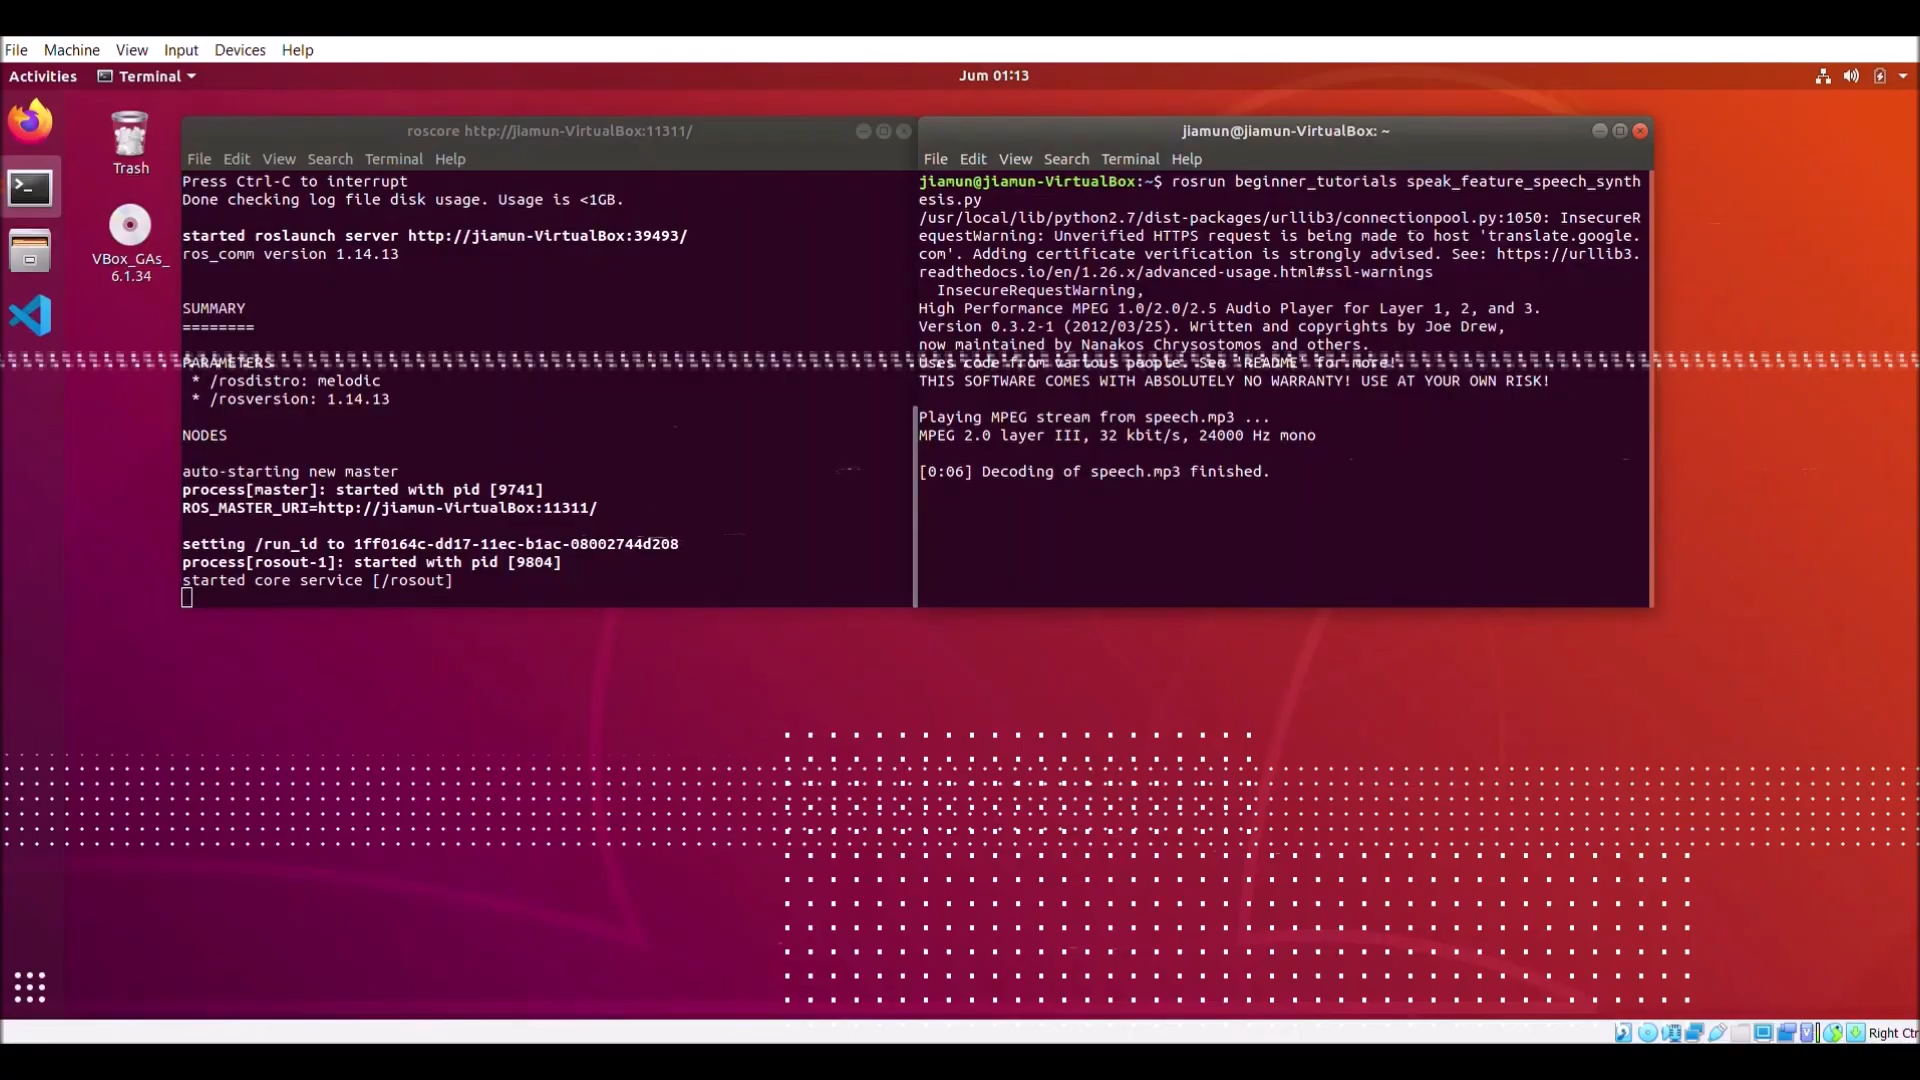 File Machine View Input Devices Help
Activities Terminal Jum 01:13
Trash
VBox_GAs_
6.1.34
roscore http://jiamun-VirtualBox:11311/
File Edit View Search Terminal Help
Press Ctrl-C to interrupt
Done checking log file disk usage. Usage is <1GB.
started roslaunch server http://jiamun-VirtualBox:39493/
ros_comm version 1.14.13
SUMMARY
========
PARAMETERS
* /rosdistro: melodic
* /rosversion: 1.14.13
NODES
auto-starting new master
process[master]: started with pid [9741]
ROS_MASTER_URI=http://jiamun-VirtualBox:11311/
setting /run_id to 1ff0164c-dd17-11ec-b1ac-08002744d208
process[rosout-1]: started with pid [9804]
started core service [/rosout]
jiamun@jiamun-VirtualBox: ~
File Edit View Search Terminal Help
jiamun@jiamun-VirtualBox:~$ rosrun beginner_tutorials speak_feature_speech_synth
esis.py
/usr/local/lib/python2.7/dist-packages/urllib3/connectionpool.py:1050: InsecureR
equestWarning: Unverified HTTPS request is being made to host 'translate.google.
com'. Adding certificate verification is strongly advised. See: https://urllib3.
readthedocs.io/en/1.26.x/advanced-usage.html#ssl-warnings
InsecureRequestWarning,
High Performance MPEG 1.0/2.0/2.5 Audio Player for Layer 1, 2, and 3.
Version 0.3.2-1 (2012/03/25). Written and copyrights by Joe Drew,
now maintained by Nanakos Chrysostomos and others.
Uses code from various people. See 'README' for more!
THIS SOFTWARE COMES WITH ABSOLUTELY NO WARRANTY! USE AT YOUR OWN RISK!
Playing MPEG stream from speech.mp3 ...
MPEG 2.0 layer III, 32 kbit/s, 24000 Hz mono
[0:06] Decoding of speech.mp3 finished.
Right Ctr